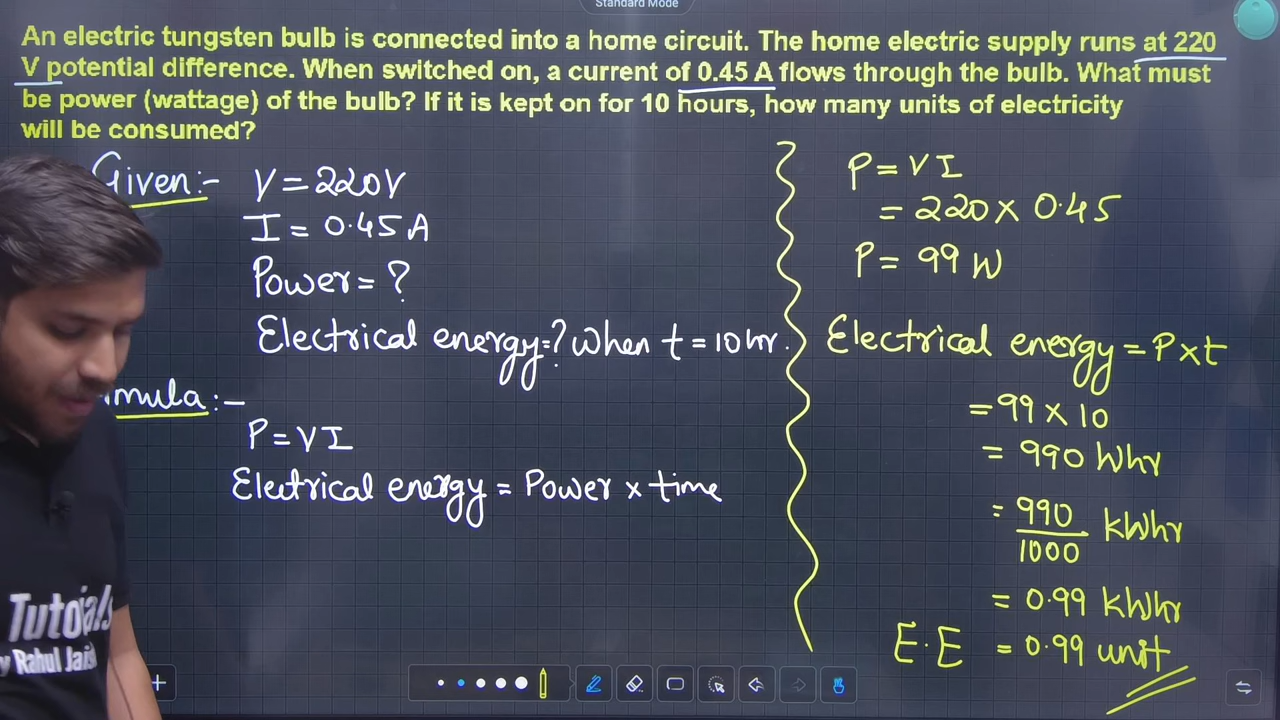 Standard Mode
An electric tungsten bulb is connected into a home circuit. The home electric supply runs at 220
V potential difference. When switched on, a current of 0.45 A flows through the bulb. What must
be power (wattage) of the bulb? If it is kept on for 10 hours, how many units of electricity
will be consumed?
Given:- V = 220V
I = 0.45 A
Power = ?
Electrical energy=? When t = 10 hr.
mula:-
P = VI
Electrical energy = Power × time
P = VI
= 220 × 0.45
P = 99 W
Electrical energy = P × t
= 99 × 10
= 990 Whr
= 990/1000 kWhr
= 0.99 kWhr
E.E = 0.99 unit
Tutorials
y Rahul Jais